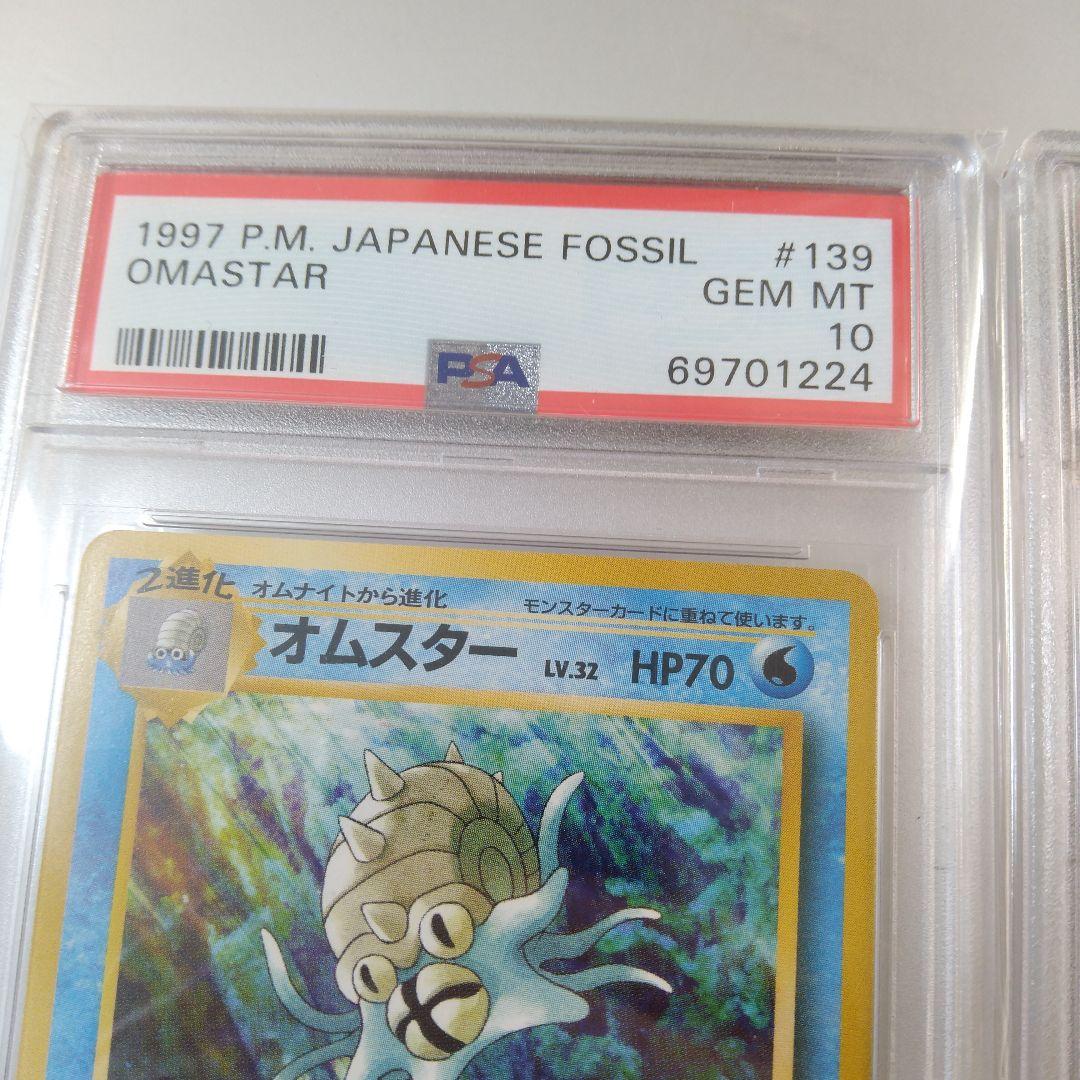 1997 P.M. JAPANESE FOSSIL #139
OMASTAR GEM MT
10
PSA 69701224
2進化 オムナイトから進化 モンスターカードに重ねて使います。
オムスター LV.32 HP70